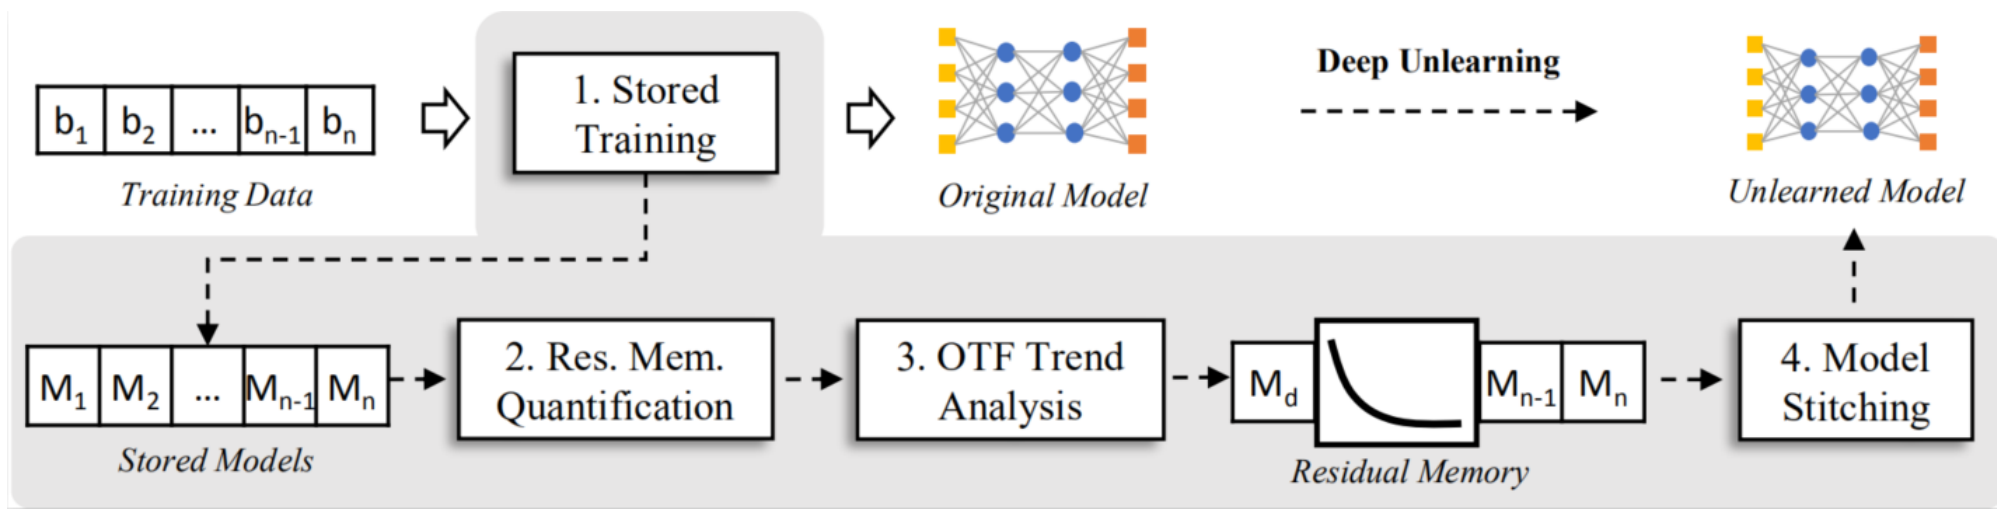 b1 b2 ... bn-1 bn
Training Data
1. Stored
Training
Original Model
Deep Unlearning
Unlearned Model
M1 M2 ... Mn-1 Mn
Stored Models
2. Res. Mem.
Quantification
3. OTF Trend
Analysis
Md
Mn-1 Mn
Residual Memory
4. Model
Stitching